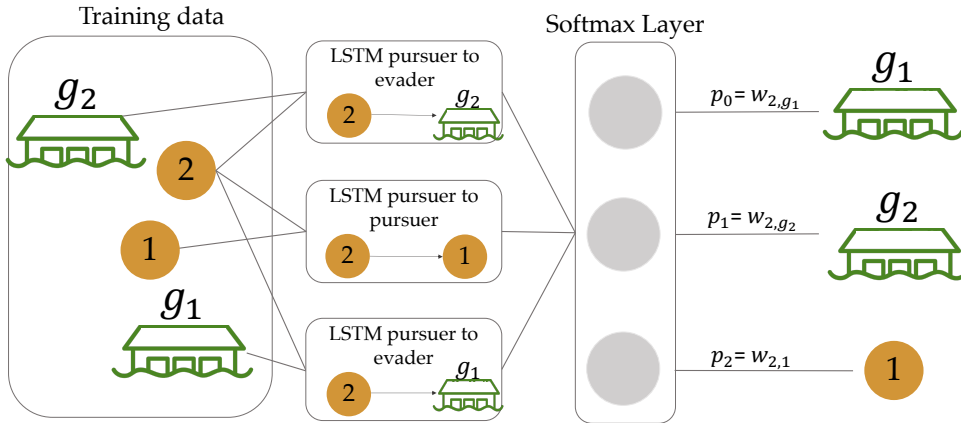 Training data
g₂
2
1
g₁
LSTM pursuer to
evader
2
g₂
LSTM pursuer to
pursuer
2
1
LSTM pursuer to
evader
2
g₁
Softmax Layer
p₀= w₂,g₁
g₁
p₁= w₂,g₂
g₂
p₂= w₂,₁
1